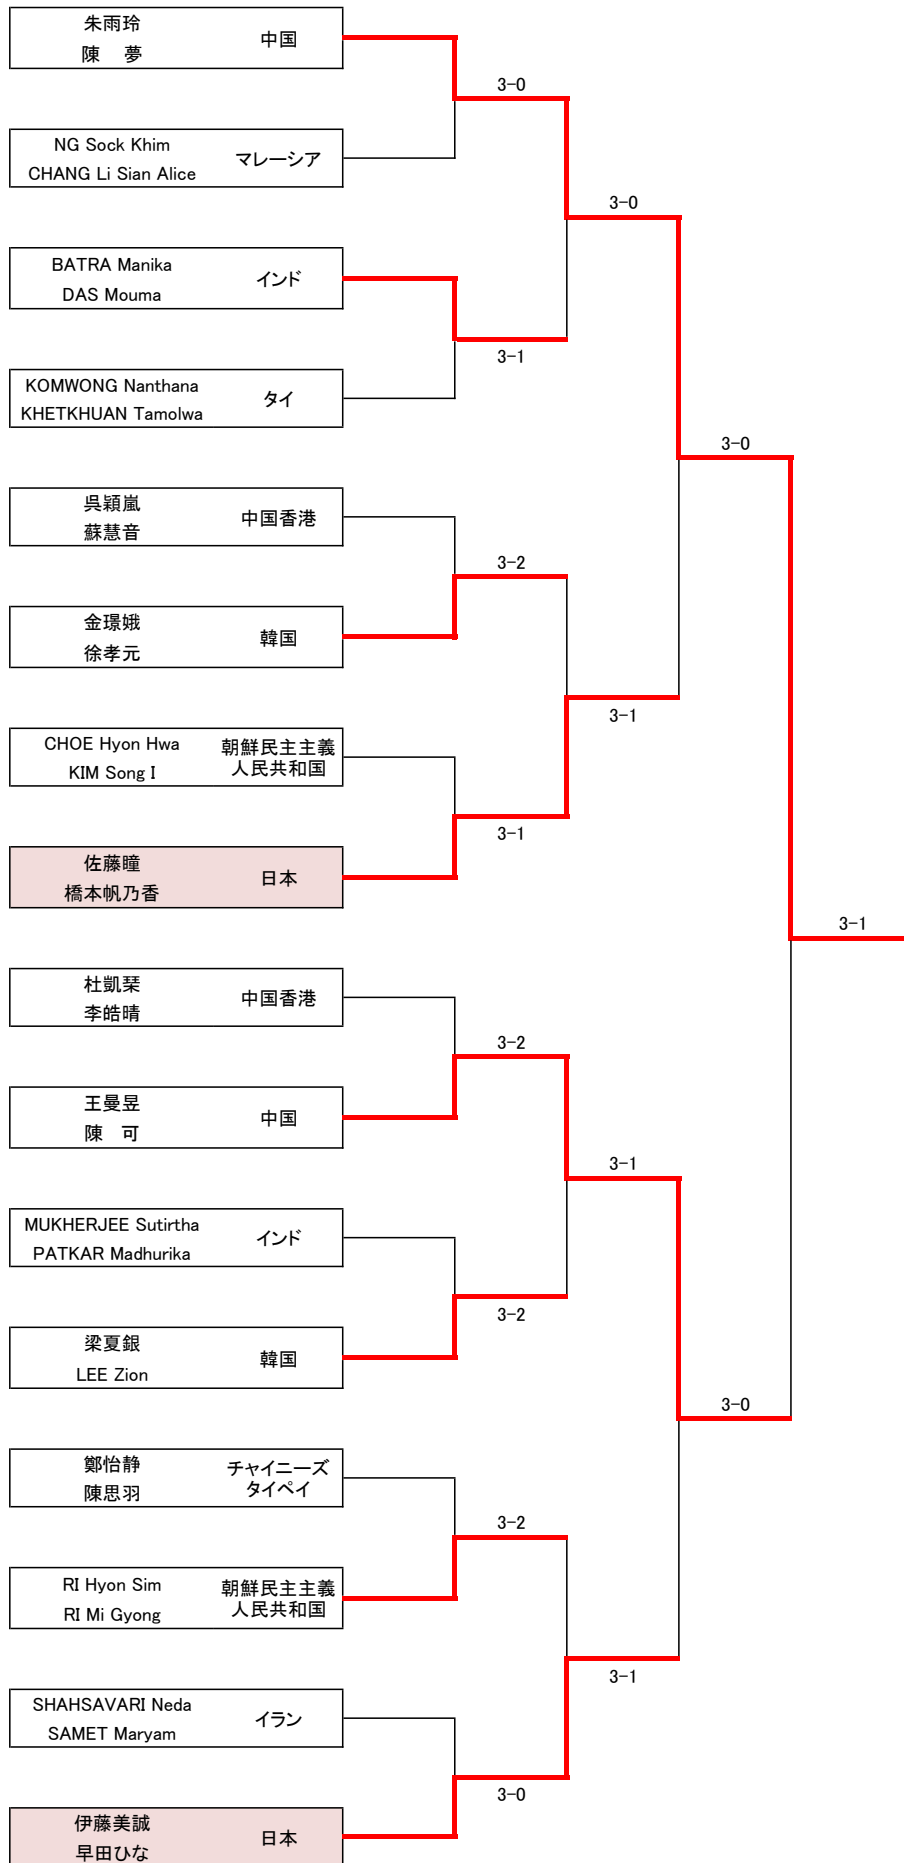 朱雨玲
陳　夢
中国
3-0
NG Sock Khim
CHANG Li Sian Alice
マレーシア
3-0
BATRA Manika
DAS Mouma
インド
3-1
KOMWONG Nanthana
KHETKHUAN Tamolwa
タイ
3-0
呉穎嵐
蘇慧音
中国香港
3-2
金璟娥
徐孝元
韓国
3-1
CHOE Hyon Hwa
KIM Song I
朝鮮民主主義
人民共和国
3-1
佐藤瞳
橋本帆乃香
日本
3-1
杜凱琹
李皓晴
中国香港
3-2
王曼昱
陳　可
中国
3-1
MUKHERJEE Sutirtha
PATKAR Madhurika
インド
3-2
梁夏銀
LEE Zion
韓国
3-0
鄭怡静
陳思羽
チャイニーズ
タイペイ
3-2
RI Hyon Sim
RI Mi Gyong
朝鮮民主主義
人民共和国
3-1
SHAHSAVARI Neda
SAMET Maryam
イラン
3-0
伊藤美誠
早田ひな
日本